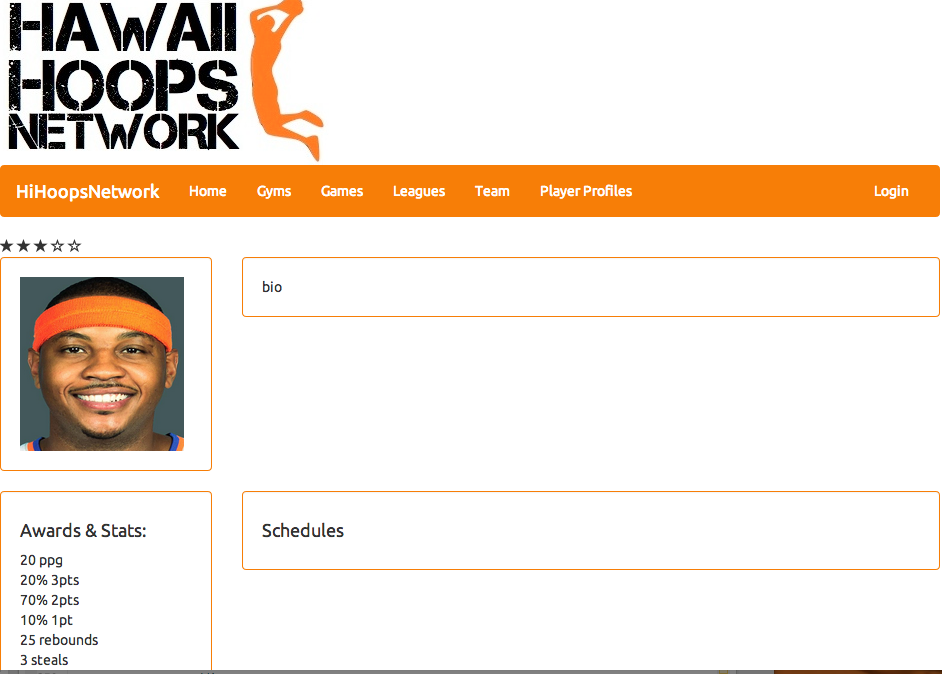 HAWAII
HOOPS
NETWORK
HiHoopsNetwork Home Gyms Games Leagues Team Player Profiles Login
★★★☆☆
bio
Awards & Stats:
20 ppg
20% 3pts
70% 2pts
10% 1pt
25 rebounds
3 steals
Schedules